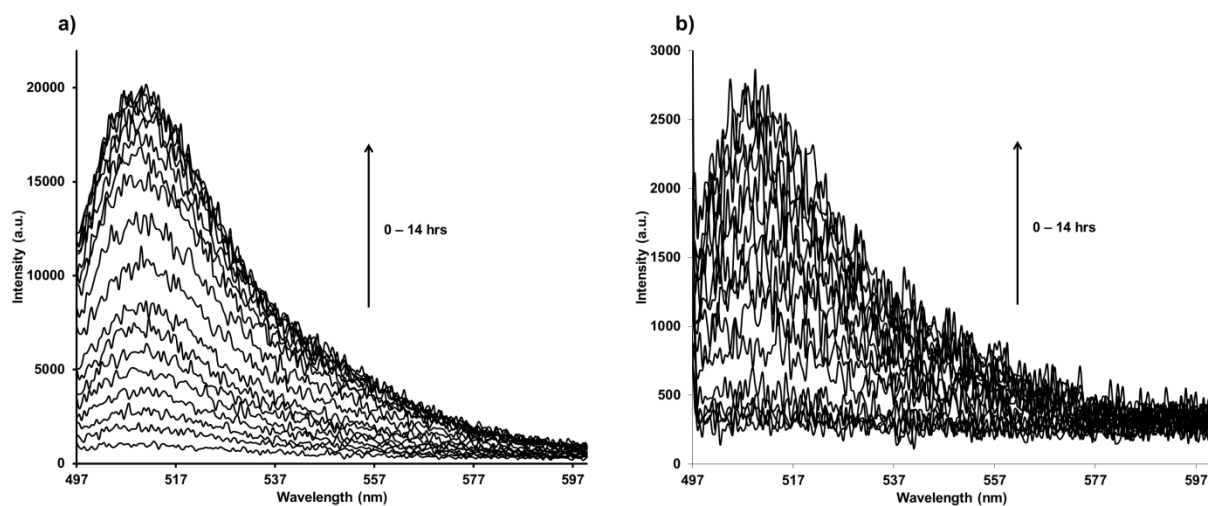 a)
20000
15000
10000
5000
0
Intensity (a.u.)
0 – 14 hrs
497 517 537 557 577 597
Wavelength (nm)
b)
3000
2500
2000
1500
1000
500
0
Intensity (a.u.)
0 – 14 hrs
497 517 537 557 577 597
Wavelength (nm)